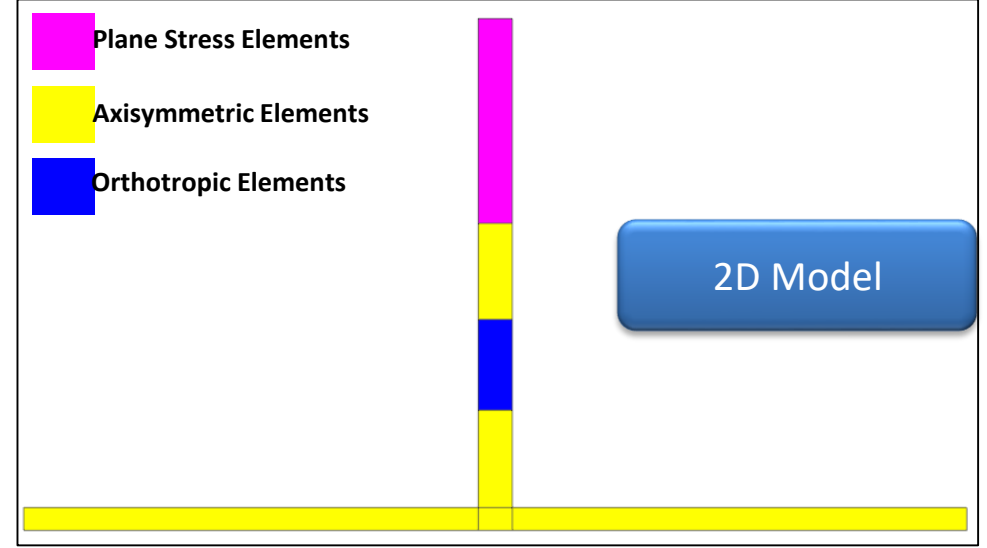 Plane Stress Elements
Axisymmetric Elements
Orthotropic Elements
2D Model